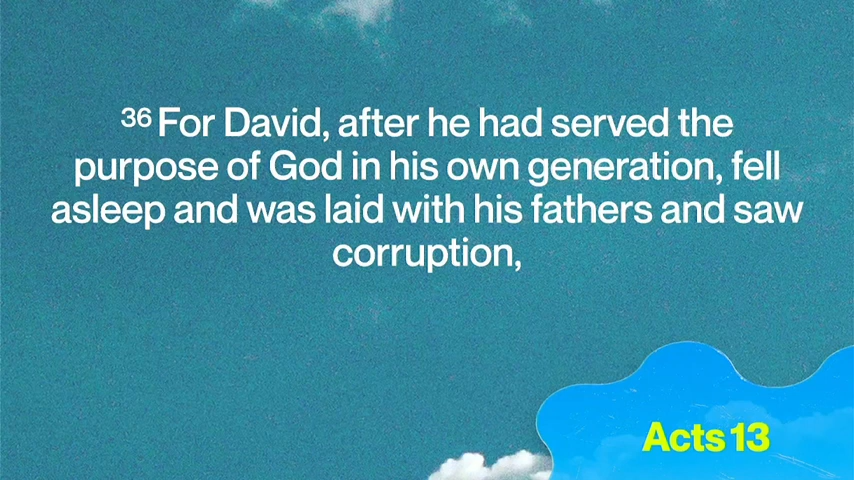 36 For David, after he had served the
purpose of God in his own generation, fell
asleep and was laid with his fathers and saw
corruption,
Acts 13